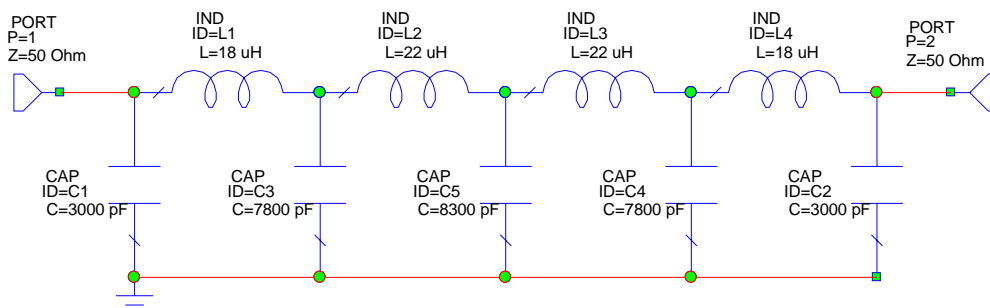 PORT
P=1
Z=50 Ohm
IND
ID=L1
L=18 uH
IND
ID=L2
L=22 uH
IND
ID=L3
L=22 uH
IND
ID=L4
L=18 uH
PORT
P=2
Z=50 Ohm
CAP
ID=C1
C=3000 pF
CAP
ID=C3
C=7800 pF
CAP
ID=C5
C=8300 pF
CAP
ID=C4
C=7800 pF
CAP
ID=C2
C=3000 pF